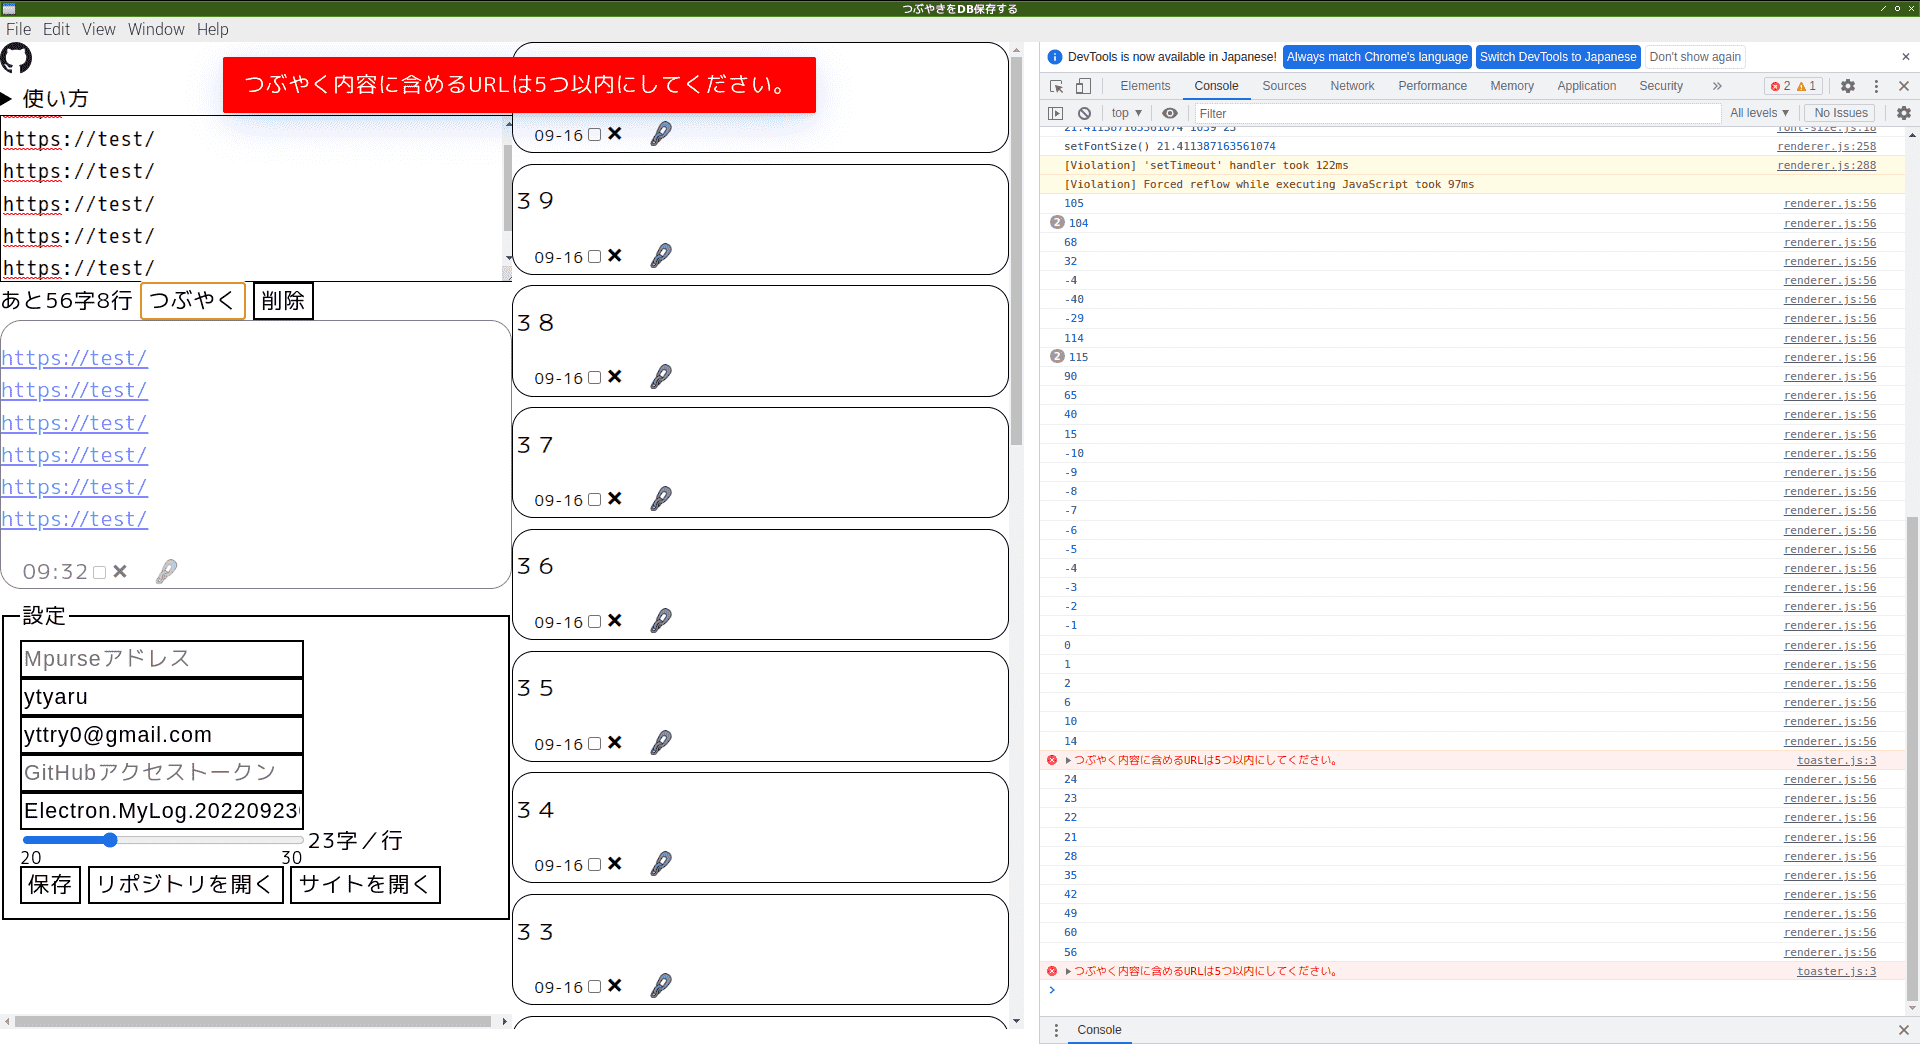 つぶやきをDB保存する
File Edit View Window Help
つぶやく内容に含めるURLは5つ以内にしてください。
使い方
https://test/
https://test/
https://test/
https://test/
https://test/
あと56字8行 つぶやく 削除
https://test/
https://test/
https://test/
https://test/
https://test/
https://test/
09:32
設定
Mpurseアドレス
ytyaru
yttry0@gmail.com
GitHubアクセストークン
Electron.MyLog.20220923
23字／行
20 30
保存 リポジトリを開く サイトを開く
09-16
３９
09-16
３８
09-16
３７
09-16
３６
09-16
３５
09-16
３４
09-16
３３
09-16
DevTools is now available in Japanese! Always match Chrome's language Switch DevTools to Japanese Don't show again
Elements Console Sources Network Performance Memory Application Security 2 1
top Filter All levels No Issues
21.411387163561074 1039 23 font-size.js:18
setFontSize() 21.411387163561074 renderer.js:258
[Violation] 'setTimeout' handler took 122ms renderer.js:288
[Violation] Forced reflow while executing JavaScript took 97ms
105 renderer.js:56
2 104 renderer.js:56
68 renderer.js:56
32 renderer.js:56
-4 renderer.js:56
-40 renderer.js:56
-29 renderer.js:56
114 renderer.js:56
2 115 renderer.js:56
90 renderer.js:56
65 renderer.js:56
40 renderer.js:56
15 renderer.js:56
-10 renderer.js:56
-9 renderer.js:56
-8 renderer.js:56
-7 renderer.js:56
-6 renderer.js:56
-5 renderer.js:56
-4 renderer.js:56
-3 renderer.js:56
-2 renderer.js:56
-1 renderer.js:56
0 renderer.js:56
1 renderer.js:56
2 renderer.js:56
6 renderer.js:56
10 renderer.js:56
14 renderer.js:56
つぶやく内容に含めるURLは5つ以内にしてください。 toaster.js:3
24 renderer.js:56
23 renderer.js:56
22 renderer.js:56
21 renderer.js:56
28 renderer.js:56
35 renderer.js:56
42 renderer.js:56
49 renderer.js:56
60 renderer.js:56
56 renderer.js:56
つぶやく内容に含めるURLは5つ以内にしてください。 toaster.js:3
Console